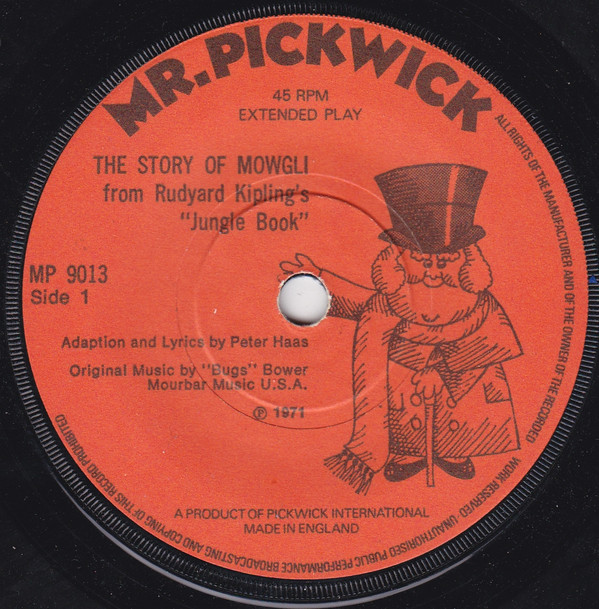 MR. PICKWICK
45 RPM
EXTENDED PLAY
THE STORY OF MOWGLI
from Rudyard Kipling's
"Jungle Book"
MP 9013
Side 1
Adaption and Lyrics by Peter Haas
Original Music by "Bugs" Bower
Mourbar Music U.S.A.
℗ 1971
A PRODUCT OF PICKWICK INTERNATIONAL
MADE IN ENGLAND
ALL RIGHTS OF THE MANUFACTURER AND OF THE OWNER OF THE RECORDED WORK RESERVED · UNAUTHORISED PUBLIC PERFORMANCE BROADCASTING AND COPYING OF THIS RECORD PROHIBITED